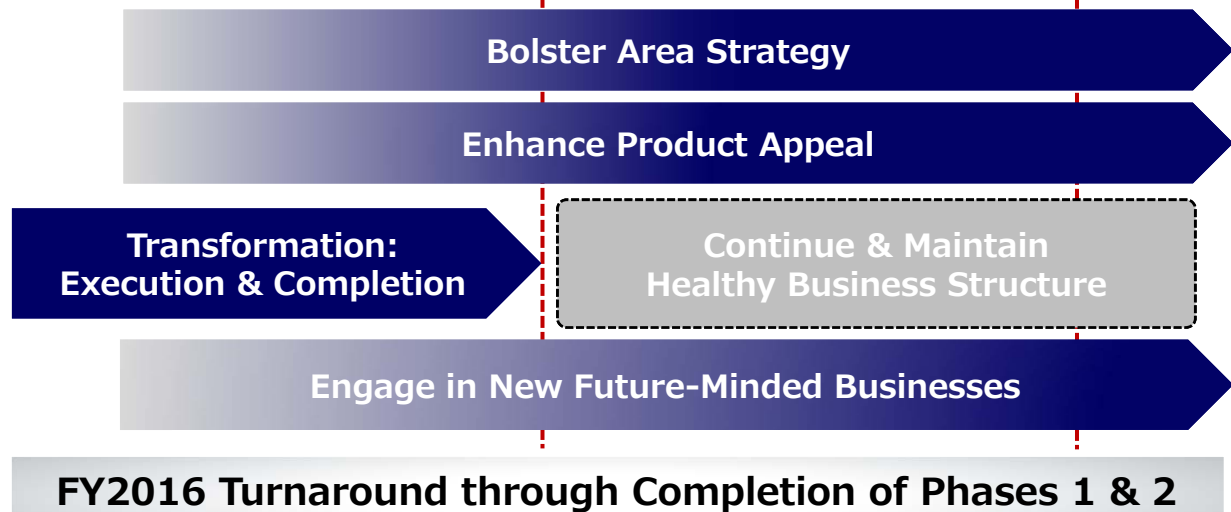 Bolster Area Strategy
Enhance Product Appeal
Transformation:
Execution & Completion
Continue & Maintain
Healthy Business Structure
Engage in New Future-Minded Businesses
FY2016 Turnaround through Completion of Phases 1 & 2